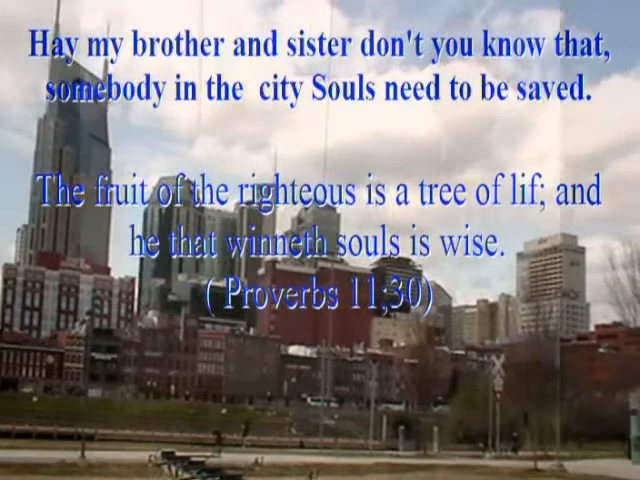 Hay my brother and sister don't you know that,
somebody in the city Souls need to be saved.
The fruit of the righteous is a tree of lif; and
he that winneth souls is wise.
( Proverbs 11;30)